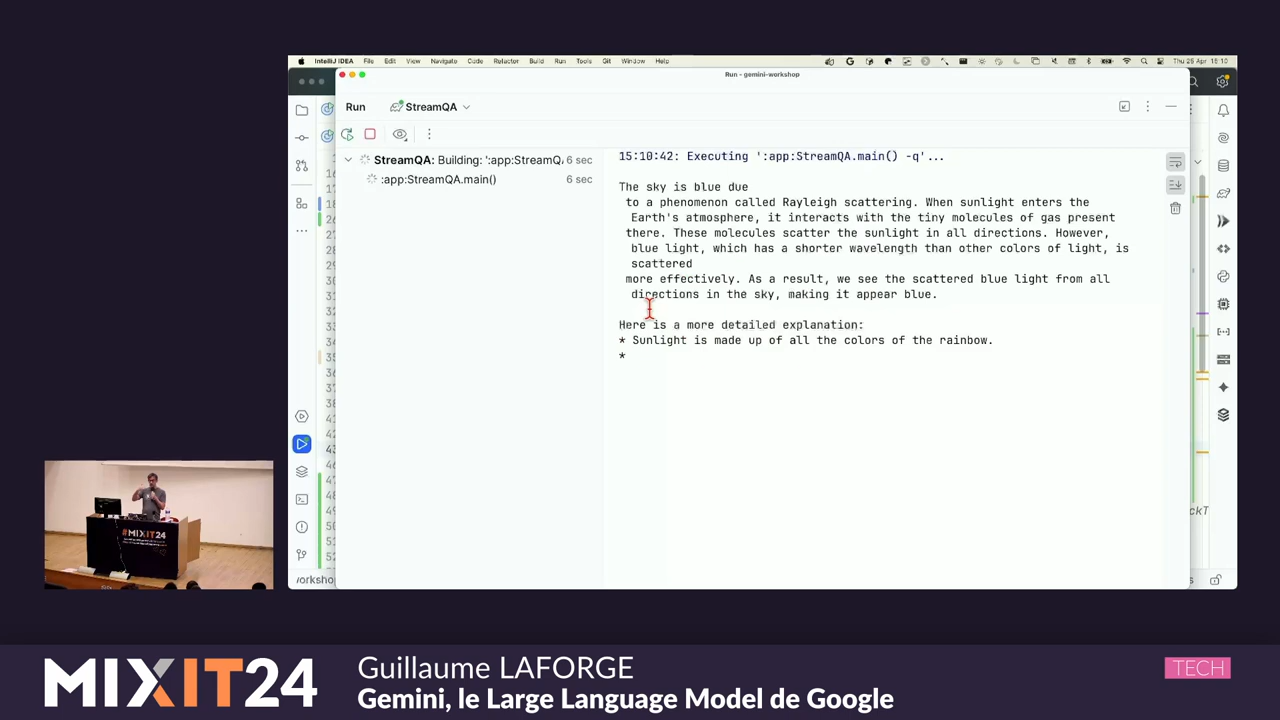 IntelliJ IDEA File Edit View Navigate Code Refactor Build Run Tools Git Window Help
Run - gemini-workshop
Run StreamQA
StreamQA: Building: ':app:StreamQ. 6 sec
:app:StreamQA.main() 6 sec
15:10:42: Executing ':app:StreamQA.main() -q'...
The sky is blue due
to a phenomenon called Rayleigh scattering. When sunlight enters the
Earth's atmosphere, it interacts with the tiny molecules of gas present
there. These molecules scatter the sunlight in all directions. However,
blue light, which has a shorter wavelength than other colors of light, is
scattered
more effectively. As a result, we see the scattered blue light from all
directions in the sky, making it appear blue.
Here is a more detailed explanation:
* Sunlight is made up of all the colors of the rainbow.
*
ckT
worksho
#MIXIT24
MIXIT24
Guillaume LAFORGE
Gemini, le Large Language Model de Google
TECH